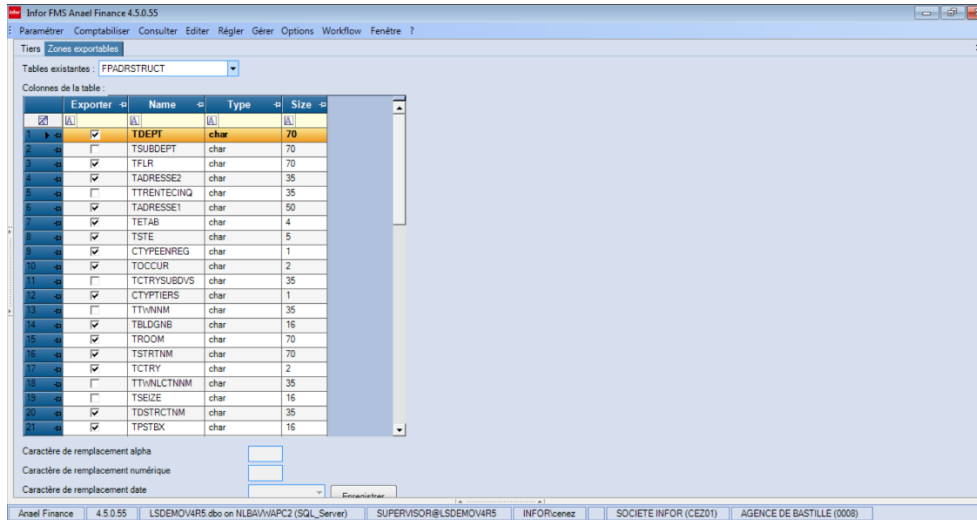 infor Infor FMS Anael Finance 4.5.0.55
Paramétrer Comptabiliser Consulter Editer Régler Gérer Options Workflow Fenêtre ?
Tiers Zones exportables
Tables existantes : FPADRSTRUCT
Colonnes de la table :
Exporter Name Type Size
A A A A
1 TDEPT char 70
2 TSUBDEPT char 70
3 TFLR char 70
4 TADRESSE2 char 35
5 TTRENTECINQ char 35
6 TADRESSE1 char 50
7 TETAB char 4
8 TSTE char 5
9 CTYPEENREG char 1
10 TOCCUR char 2
11 TCTRYSUBDVS char 35
12 CTYPTIERS char 1
13 TTWNNM char 35
14 TBLDGNB char 16
15 TROOM char 70
16 TSTRTNM char 70
17 TCTRY char 2
18 TTWNLCTNNM char 35
19 TSEIZE char 16
20 TDSTRCTNM char 35
21 TPSTBX char 16
Caractère de remplacement alpha
Caractère de remplacement numérique
Caractère de remplacement date
Enregistrer
Anael Finance 4.5.0.55 LSDEMOV4R5.dbo on NLBAVWAPC2 (SQL_Server) SUPERVISOR@LSDEMOV4R5 INFOR\cenez SOCIETE INFOR (CEZ01) AGENCE DE BASTILLE (0008)